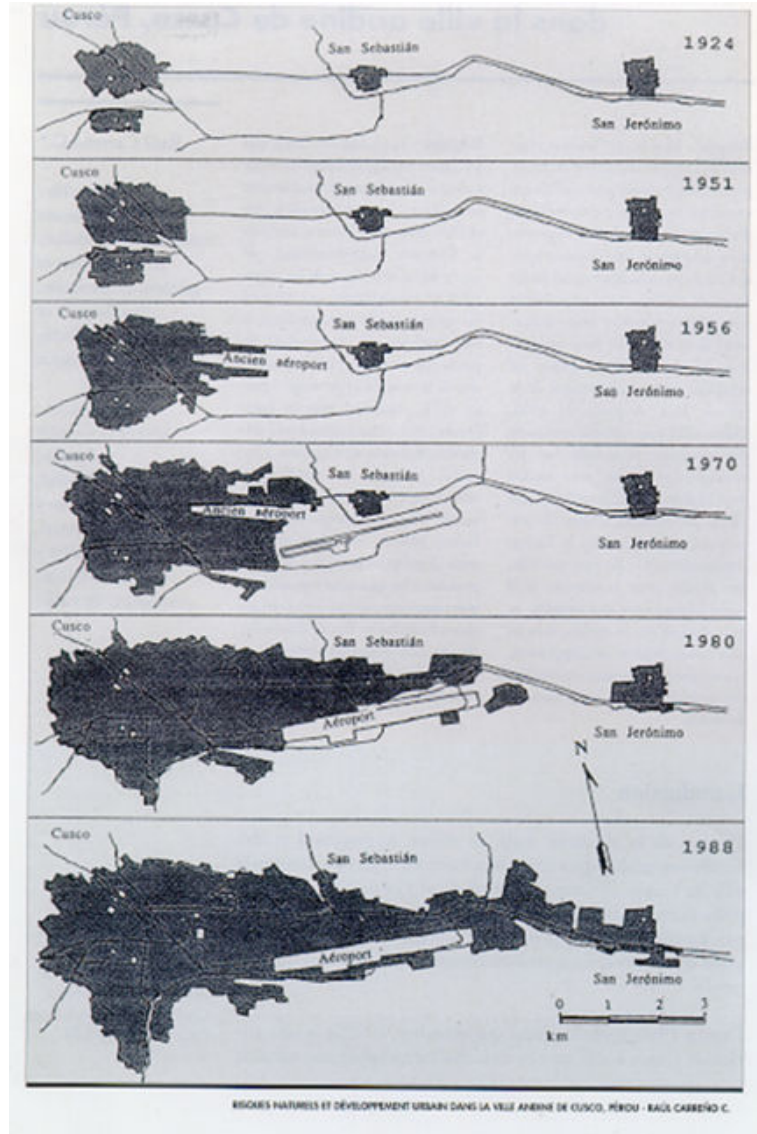 Cusco
San Sebastián
1924
San Jerónimo
Cusco
San Sebastián
1951
San Jerónimo
Cusco
San Sebastián
1956
Ancien aéroport
San Jerónimo
Cusco
San Sebastián
1970
Ancien aéroport
San Jerónimo
Cusco
San Sebastián
1980
Aéroport
San Jerónimo
N
Cusco
San Sebastián
1988
Aéroport
San Jerónimo
0 1 2 3
km
RISQUES NATURELS ET DÉVELOPPEMENT URBAIN DANS LA VILLE ANDINE DE CUSCO, PÉROU - RAÚL CARREÑO C.